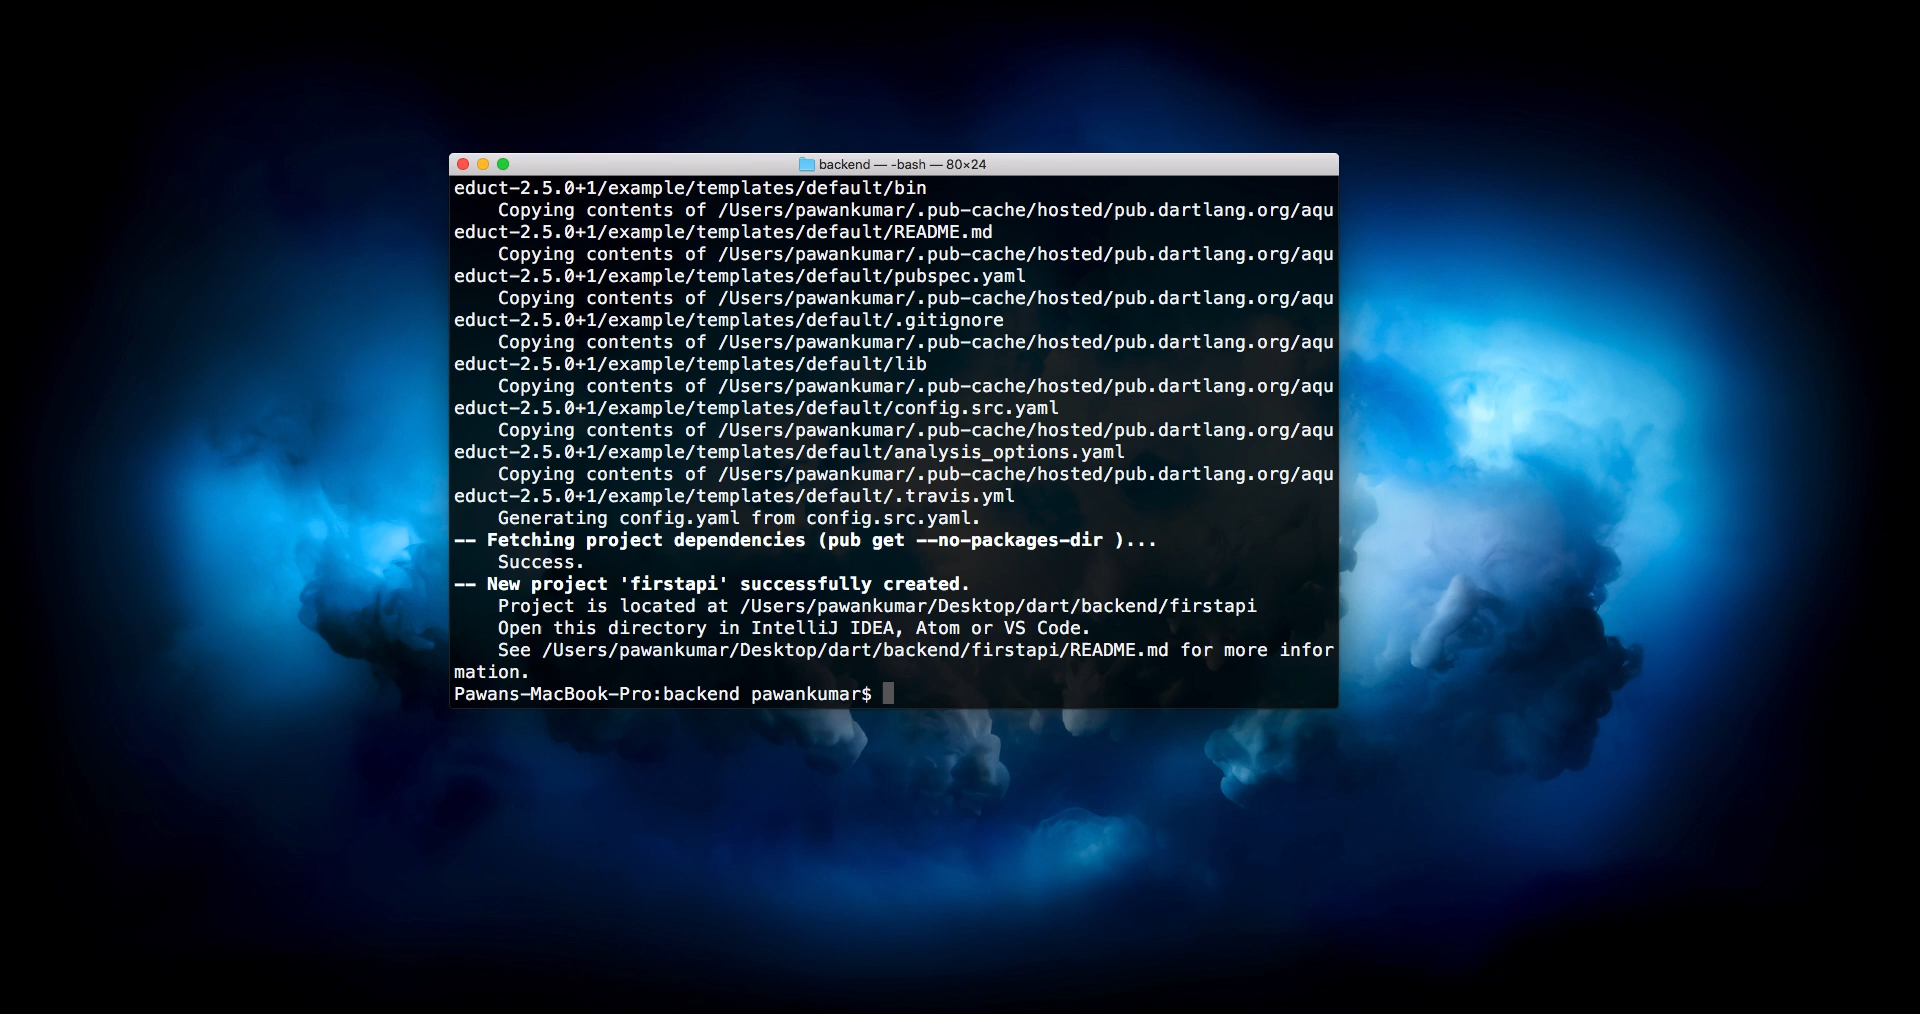 backend — -bash — 80×24
educt-2.5.0+1/example/templates/default/bin
    Copying contents of /Users/pawankumar/.pub-cache/hosted/pub.dartlang.org/aqu
educt-2.5.0+1/example/templates/default/README.md
    Copying contents of /Users/pawankumar/.pub-cache/hosted/pub.dartlang.org/aqu
educt-2.5.0+1/example/templates/default/pubspec.yaml
    Copying contents of /Users/pawankumar/.pub-cache/hosted/pub.dartlang.org/aqu
educt-2.5.0+1/example/templates/default/.gitignore
    Copying contents of /Users/pawankumar/.pub-cache/hosted/pub.dartlang.org/aqu
educt-2.5.0+1/example/templates/default/lib
    Copying contents of /Users/pawankumar/.pub-cache/hosted/pub.dartlang.org/aqu
educt-2.5.0+1/example/templates/default/config.src.yaml
    Copying contents of /Users/pawankumar/.pub-cache/hosted/pub.dartlang.org/aqu
educt-2.5.0+1/example/templates/default/analysis_options.yaml
    Copying contents of /Users/pawankumar/.pub-cache/hosted/pub.dartlang.org/aqu
educt-2.5.0+1/example/templates/default/.travis.yml
    Generating config.yaml from config.src.yaml.
-- Fetching project dependencies (pub get --no-packages-dir )...
    Success.
-- New project 'firstapi' successfully created.
    Project is located at /Users/pawankumar/Desktop/dart/backend/firstapi
    Open this directory in IntelliJ IDEA, Atom or VS Code.
    See /Users/pawankumar/Desktop/dart/backend/firstapi/README.md for more infor
mation.
Pawans-MacBook-Pro:backend pawankumar$